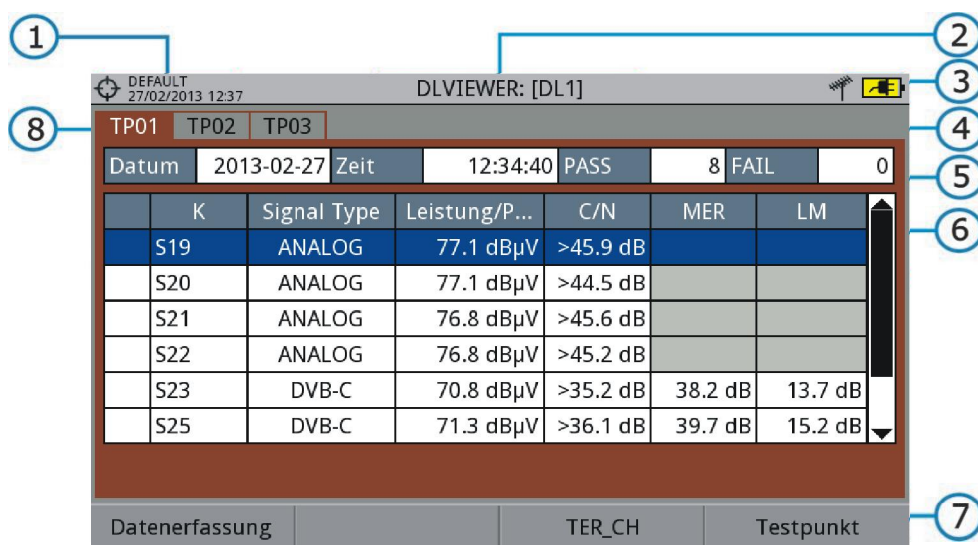 1
2
DEFAULT
27/02/2013 12:37
DLVIEWER: [DL1]
3
8
TP01 TP02 TP03
4
Datum 2013-02-27 Zeit 12:34:40 PASS 8 FAIL 0
5
K Signal Type Leistung/P... C/N MER LM
6
S19 ANALOG 77.1 dBµV >45.9 dB
S20 ANALOG 77.1 dBµV >44.5 dB
S21 ANALOG 76.8 dBµV >45.6 dB
S22 ANALOG 76.8 dBµV >45.2 dB
S23 DVB-C 70.8 dBµV >35.2 dB 38.2 dB 13.7 dB
S25 DVB-C 71.3 dBµV >36.1 dB 39.7 dB 15.2 dB
Datenerfassung TER_CH Testpunkt
7